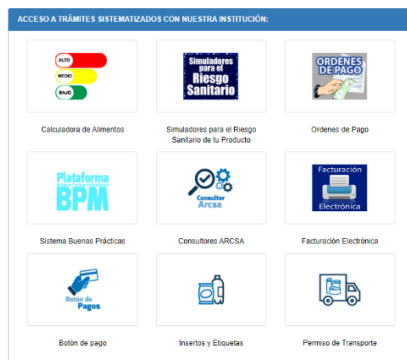 ACCESO A TRÁMITES SISTEMATIZADOS CON NUESTRA INSTITUCIÓN:
ALTO
MEDIO
BAJO
Simuladores
para el
Riesgo
Sanitario
ORDENES
DE PAGO
Calculadora de Alimentos
Simuladores para el Riesgo
Sanitario de tu Producto
Ordenes de Pago
Plataforma
BPM
Consultor
Arcsa
Facturación
Electrónica
Sistema Buenas Prácticas
Consultores ARCSA
Facturación Electrónica
Botón de
Pagos
Botón de pago
Insertos y Etiquetas
Permiso de Transporte